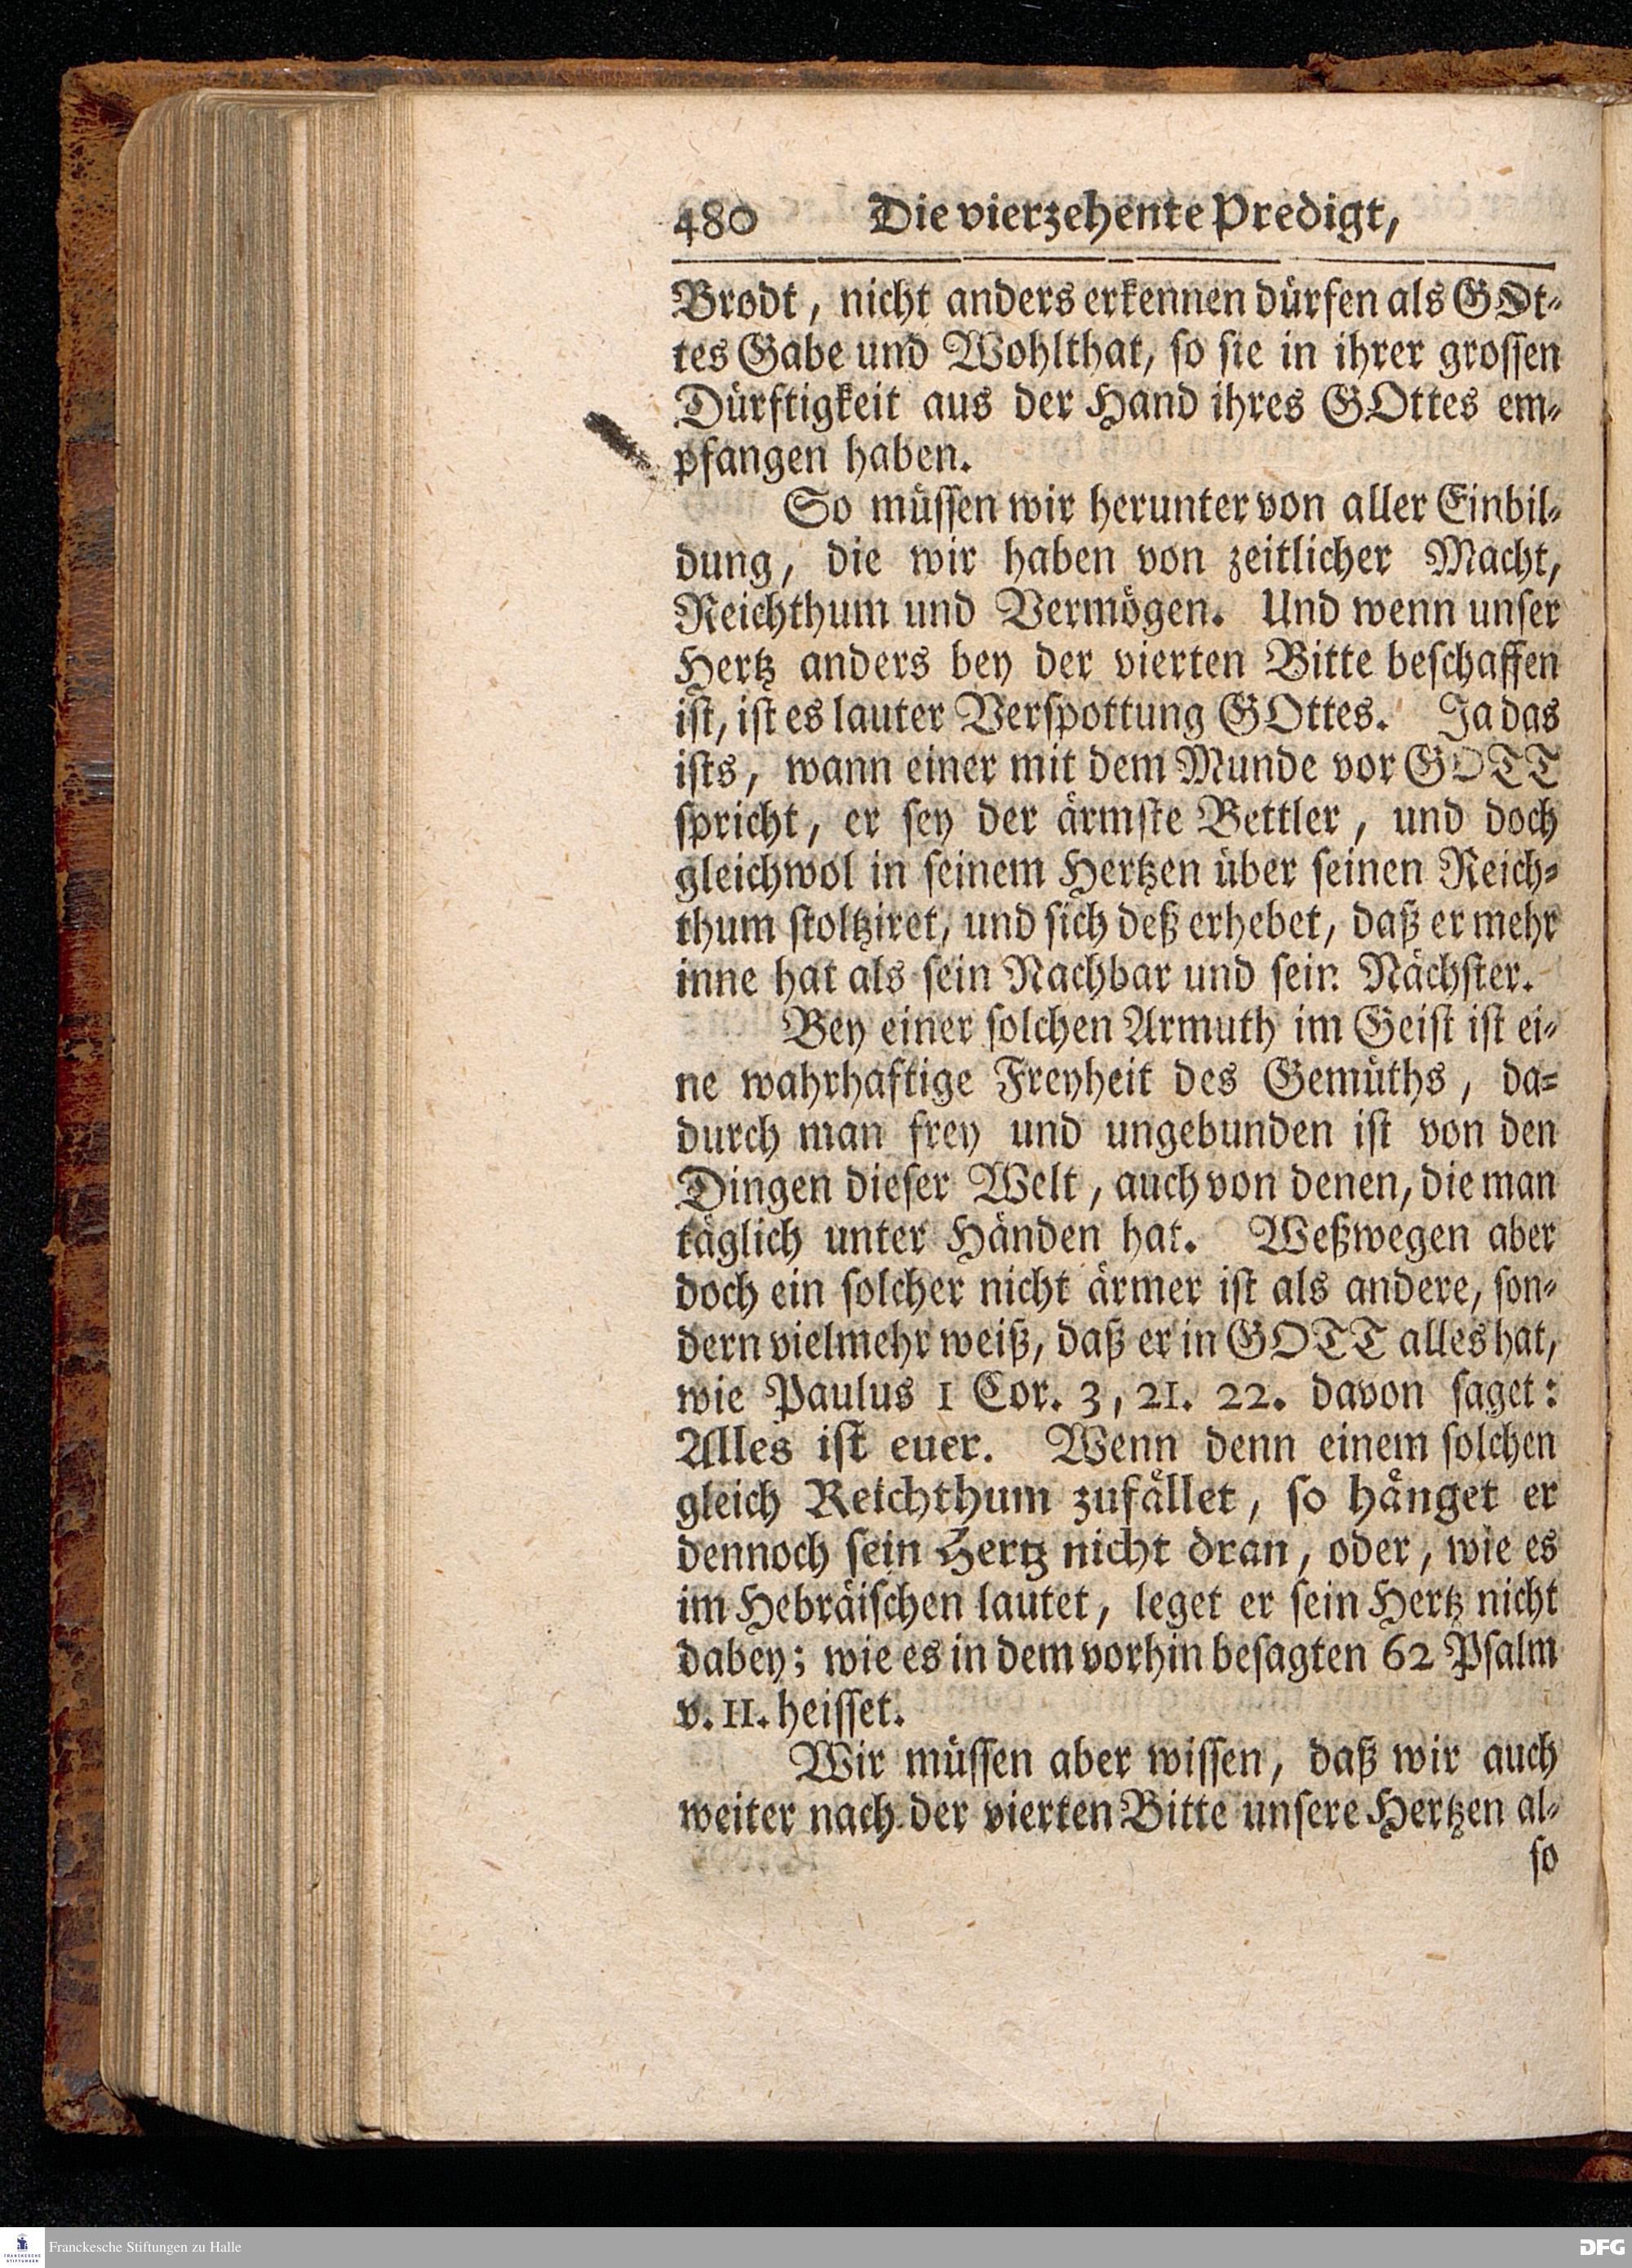 480 Die vierzehente Predigt,
Brodt, nicht anders erkennen dürfen als GOt-
tes Gabe und Wohlthat, ſo ſie in ihrer groſſen
Dürftigkeit aus der Hand ihres GOttes em-
pfangen haben.
So müſſen wir herunter von aller Einbil-
dung, die wir haben von zeitlicher Macht,
Reichthum und Vermögen. Und wenn unſer
Hertz anders bey der vierten Bitte beſchaffen
iſt, iſt es lauter Verſpottung GOttes. Ja das
iſts, wann einer mit dem Munde vor GOTT
ſpricht, er ſey der ärmſte Bettler, und doch
gleichwol in ſeinem Hertzen über ſeinen Reich-
thum ſtoltziret, und ſich deß erhebet, daß er mehr
inne hat als ſein Nachbar und ſein Nächſter.
Bey einer ſolchen Armuth im Geiſt iſt ei-
ne wahrhaftige Freyheit des Gemüths, da-
durch man frey und ungebunden iſt von den
Dingen dieſer Welt, auch von denen, die man
täglich unter Händen hat. Weßwegen aber
doch ein ſolcher nicht ärmer iſt als andere, ſon-
dern vielmehr weiß, daß er in GOTT alles hat,
wie Paulus 1 Cor. 3, 21. 22. davon ſaget:
Alles iſt euer. Wenn denn einem ſolchen
gleich Reichthum zufället, ſo hänget er
dennoch ſein Hertz nicht dran, oder, wie es
im Hebräiſchen lautet, leget er ſein Hertz nicht
dabey; wie es in dem vorhin beſagten 62 Pſalm
v. 11. heiſſet.
Wir müſſen aber wiſſen, daß wir auch
weiter nach der vierten Bitte unſere Hertzen al-
ſo
FRANCKESCHE STIFTUNGEN
Franckesche Stiftungen zu Halle
DFG